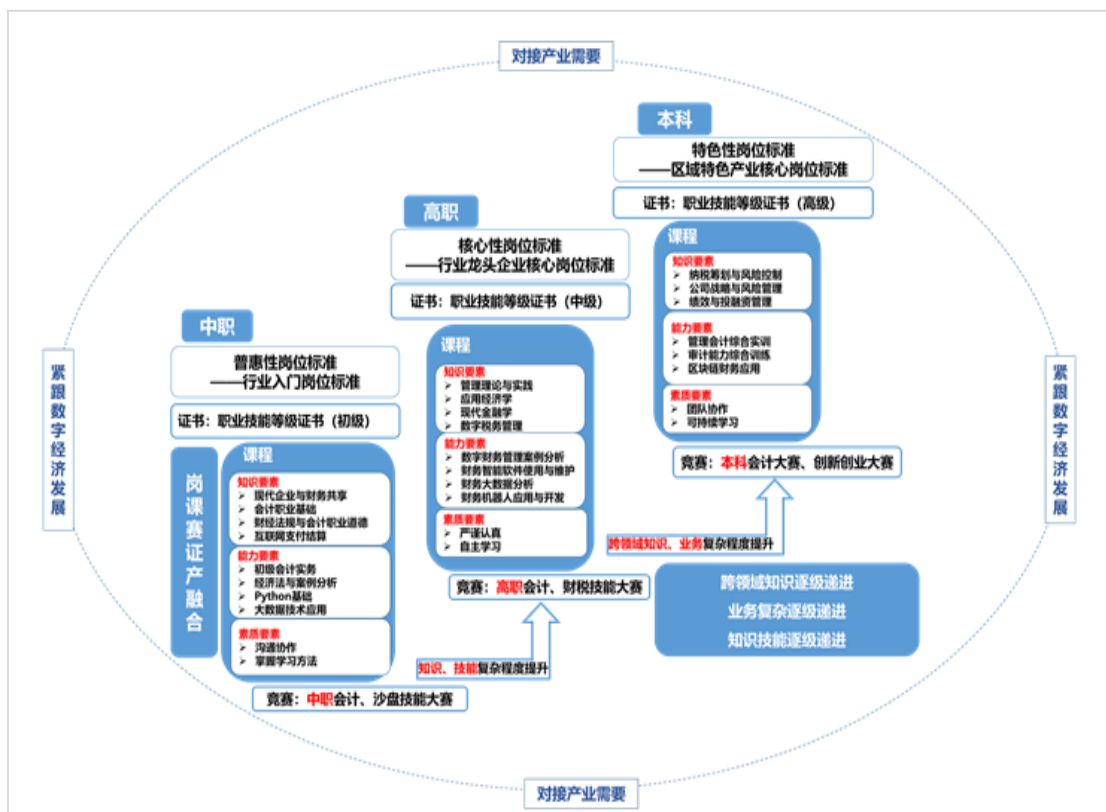 对接产业需要
紧跟数字经济发展
中职
普惠性岗位标准
——行业入门岗位标准
证书：职业技能等级证书（初级）
岗课赛证产融合
课程
知识要素
➢ 现代企业与财务共享
➢ 会计职业基础
➢ 财经法规与会计职业道德
➢ 互联网支付结算
能力要素
➢ 初级会计实务
➢ 经济法与案例分析
➢ Python基础
➢ 大数据技术应用
素质要素
➢ 沟通协作
➢ 掌握学习方法
竞赛：中职会计、沙盘技能大赛
知识、技能复杂程度提升
高职
核心性岗位标准
——行业龙头企业核心岗位标准
证书：职业技能等级证书（中级）
课程
知识要素
➢ 管理理论与实践
➢ 应用经济学
➢ 现代金融学
➢ 数字税务管理
能力要素
➢ 数字财务管理案例分析
➢ 财务智能软件使用与维护
➢ 财务大数据分析
➢ 财务机器人应用与开发
素质要素
➢ 严谨认真
➢ 自主学习
竞赛：高职会计、财税技能大赛
跨领域知识、业务复杂程度提升
本科
特色性岗位标准
——区域特色产业核心岗位标准
证书：职业技能等级证书（高级）
课程
知识要素
➢ 纳税筹划与风险控制
➢ 公司战略与风险管理
➢ 绩效与投融资管理
能力要素
➢ 管理会计综合实训
➢ 审计能力综合训练
➢ 区块链财务应用
素质要素
➢ 团队协作
➢ 可持续学习
竞赛：本科会计大赛、创新创业大赛
跨领域知识逐级递进
业务复杂逐级递进
知识技能逐级递进
紧跟数字经济发展
对接产业需要